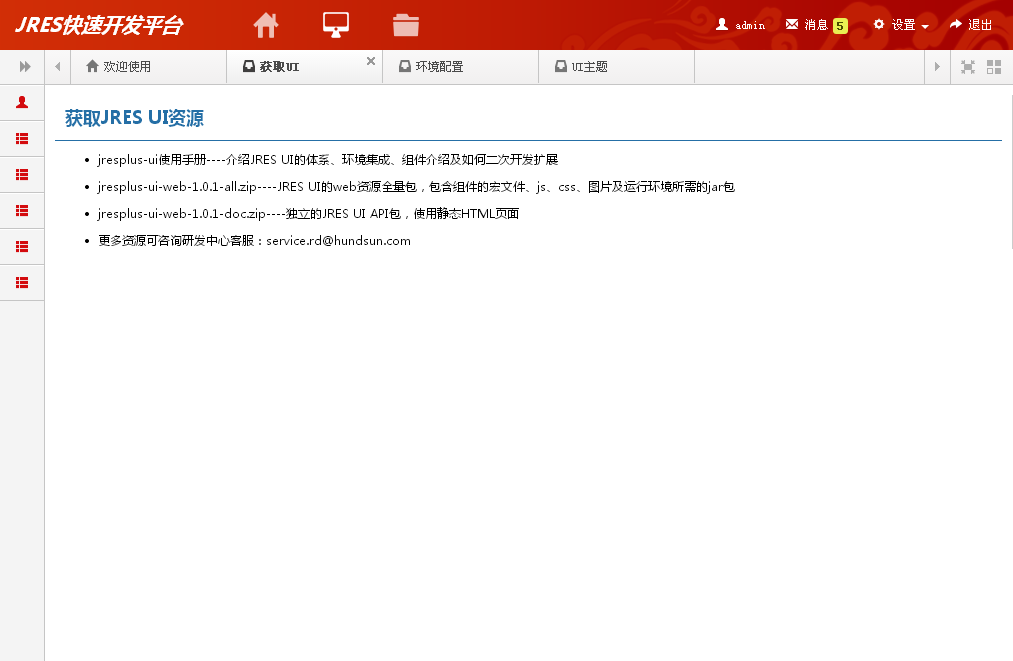 JRES快速开发平台
admin
消息 5
设置
退出
欢迎使用
获取UI
环境配置
UI主题
获取JRES UI资源
jresplus-ui使用手册----介绍JRES UI的体系、环境集成、组件介绍及如何二次开发扩展
jresplus-ui-web-1.0.1-all.zip----JRES UI的web资源全量包，包含组件的宏文件、js、css、图片及运行环境所需的jar包
jresplus-ui-web-1.0.1-doc.zip----独立的JRES UI API包，使用静态HTML页面
更多资源可咨询研发中心客服：service.rd@hundsun.com